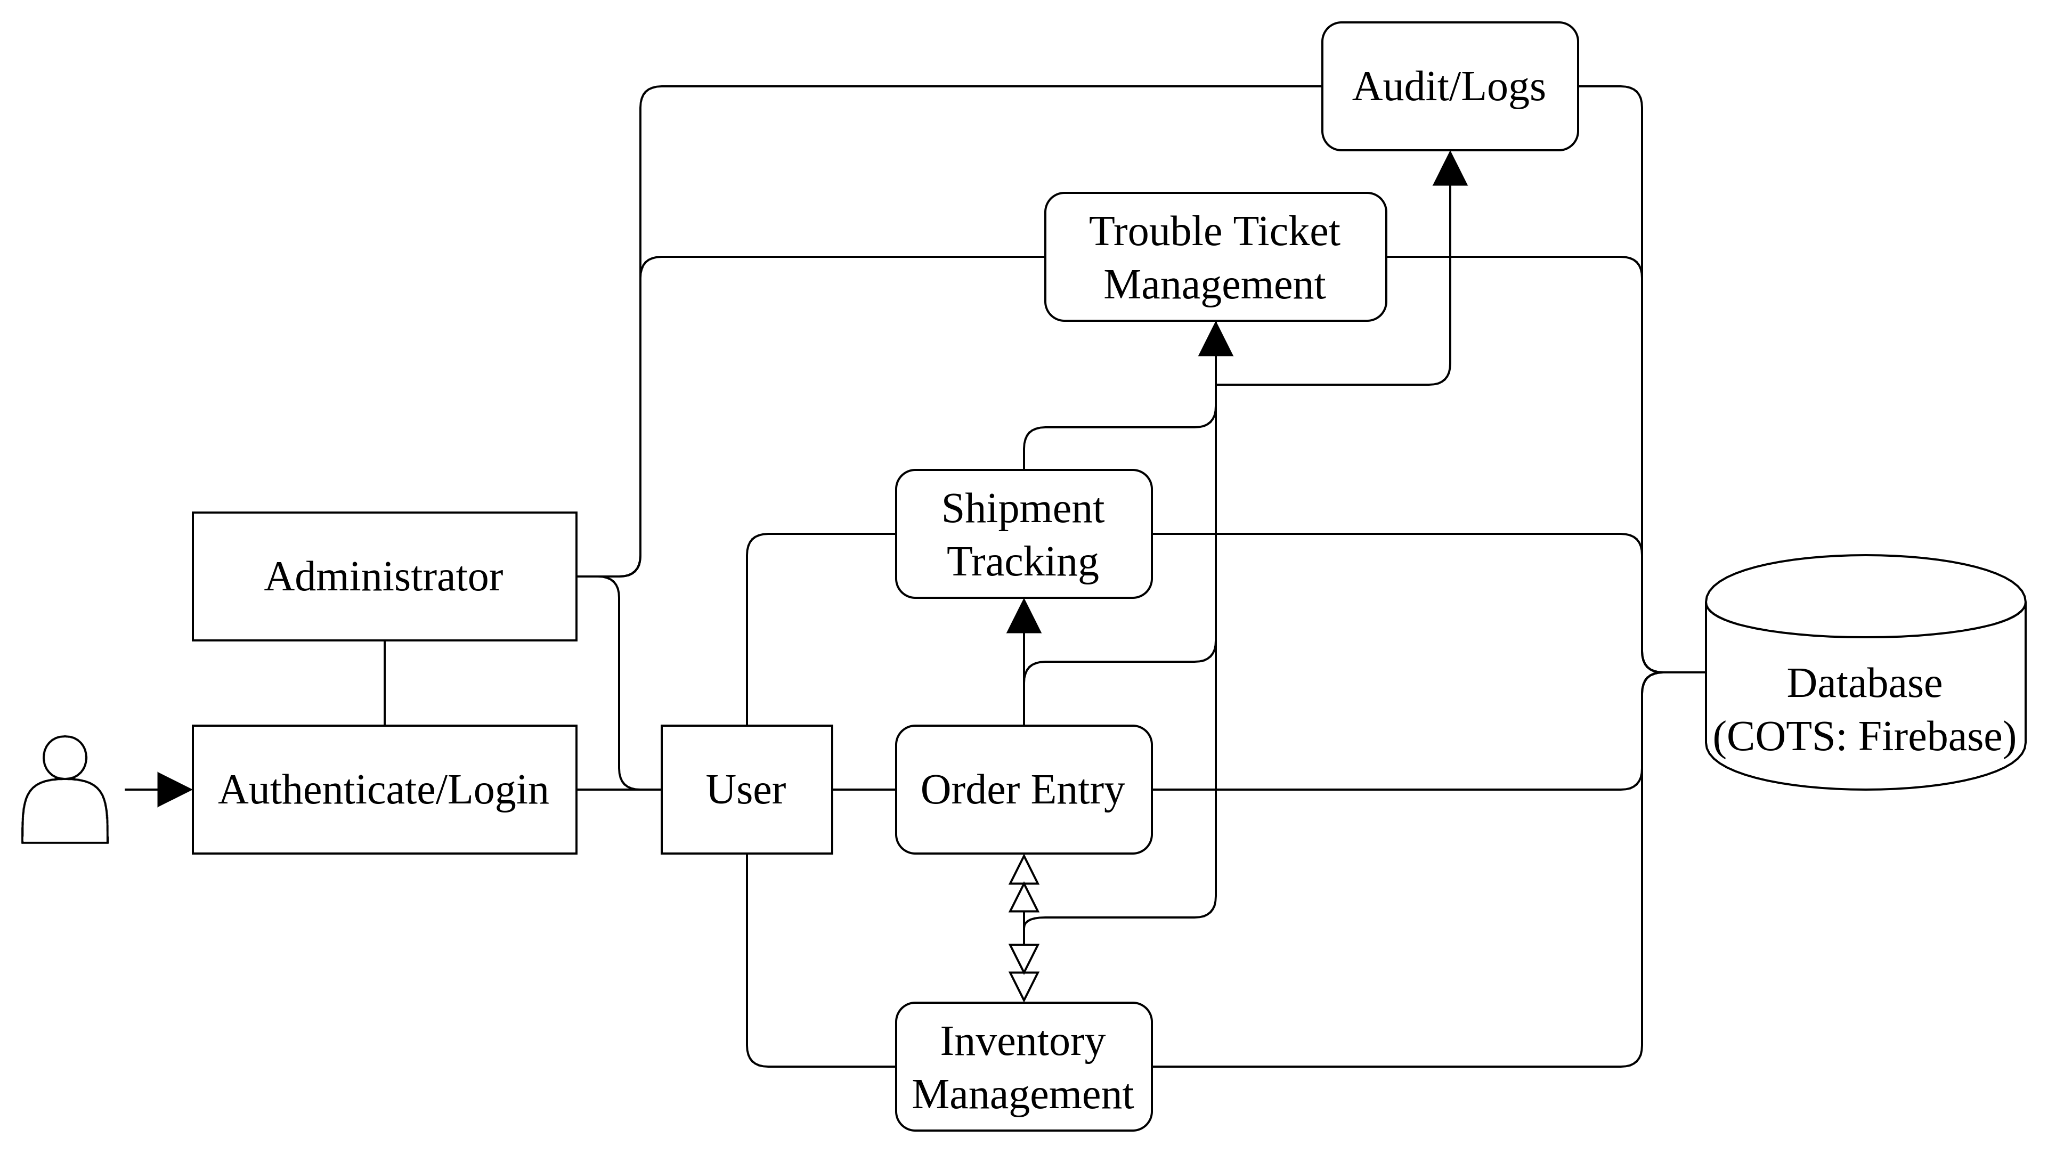 Audit/Logs
Trouble Ticket
Management
Shipment
Tracking
Administrator
Database
(COTS: Firebase)
Authenticate/Login
User
Order Entry
Inventory
Management